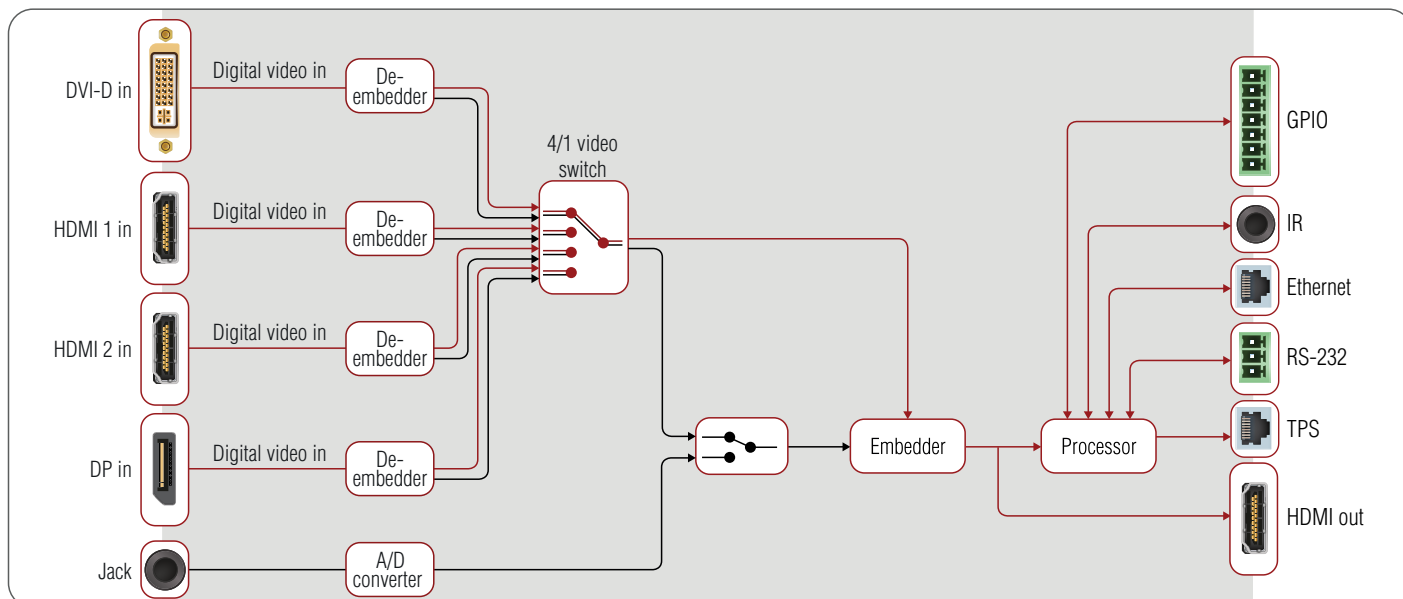 DVI-D in
Digital video in
De-
embedder
4/1 video
switch
HDMI 1 in
Digital video in
De-
embedder
HDMI 2 in
Digital video in
De-
embedder
DP in
Digital video in
De-
embedder
Jack
A/D
converter
Embedder
Processor
GPIO
IR
Ethernet
RS-232
TPS
HDMI out